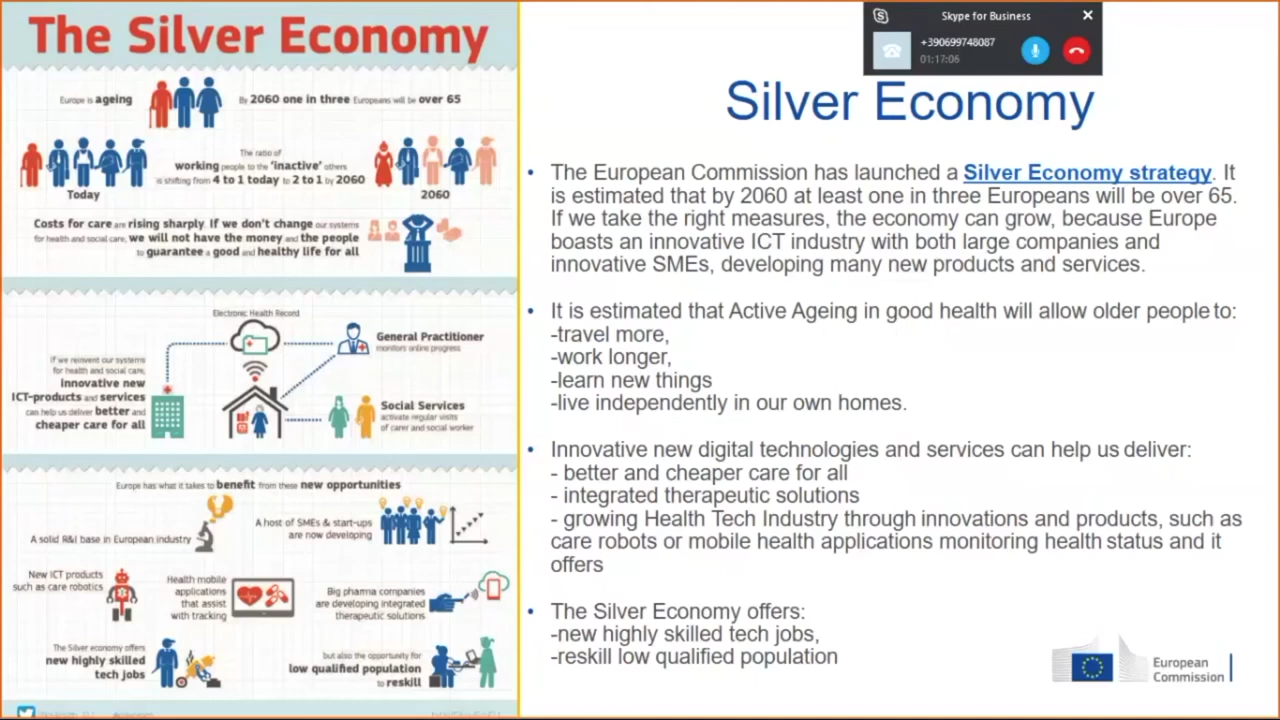 The Silver Economy
Europe is ageing
By 2060 one in three Europeans will be over 65
The ratio of
working people to the 'inactive' others
is shifting from 4 to 1 today to 2 to 1 by 2060
Today
2060
Costs for care are rising sharply. If we don't change our systems
for health and social care, we will not have the money and the people
to guarantee a good and healthy life for all
Electronic Health Record
If we reinvent our systems
for health and social care,
innovative new
ICT-products and services
can help us deliver better and
cheaper care for all
General Practitioner
monitors online progress
Social Services
activate regular visits
of carer and social worker
Europe has what it takes to benefit from these new opportunities
A solid R&I base in European industry
A host of SMEs & start-ups
are now developing
New ICT products
such as care robotics
Health mobile
applications
that assist
with tracking
Big pharma companies
are developing integrated
therapeutic solutions
The Silver economy offers
new highly skilled
tech jobs
but also the opportunity for
low qualified population
to reskill
Skype for Business
+390699748087
01:17:06
Silver Economy
• The European Commission has launched a Silver Economy strategy. It
is estimated that by 2060 at least one in three Europeans will be over 65.
If we take the right measures, the economy can grow, because Europe
boasts an innovative ICT industry with both large companies and
innovative SMEs, developing many new products and services.
• It is estimated that Active Ageing in good health will allow older people to:
-travel more,
-work longer,
-learn new things
-live independently in our own homes.
• Innovative new digital technologies and services can help us deliver:
- better and cheaper care for all
- integrated therapeutic solutions
- growing Health Tech Industry through innovations and products, such as
care robots or mobile health applications monitoring health status and it
offers
• The Silver Economy offers:
-new highly skilled tech jobs,
-reskill low qualified population
European
Commission